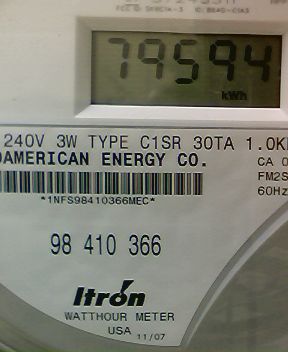 79594
kWh
240V 3W TYPE C1SR 30TA 1.0K
AMERICAN ENERGY CO.
CA
*1NFS98410366MEC*
FM2S
60Hz
98 410 366
Itron
WATTHOUR METER
USA 11/07